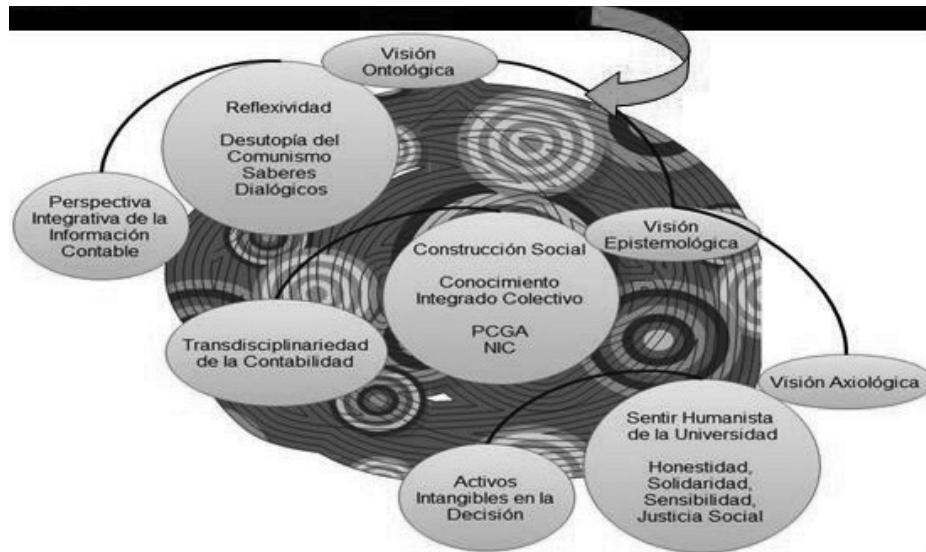 Visión
Ontológica
Reflexividad
Desutopía del
Comunismo
Saberes
Dialógicos
Perspectiva
Integrativa de la
Información
Contable
Visión
Epistemológica
Construcción Social
Conocimiento
Integrado Colectivo
PCGA
NIC
Transdisciplinariedad
de la Contabilidad
Visión Axiológica
Sentir Humanista
de la Universidad
Honestidad,
Solidaridad,
Sensibilidad,
Justicia Social
Activos
Intangibles en la
Decisión